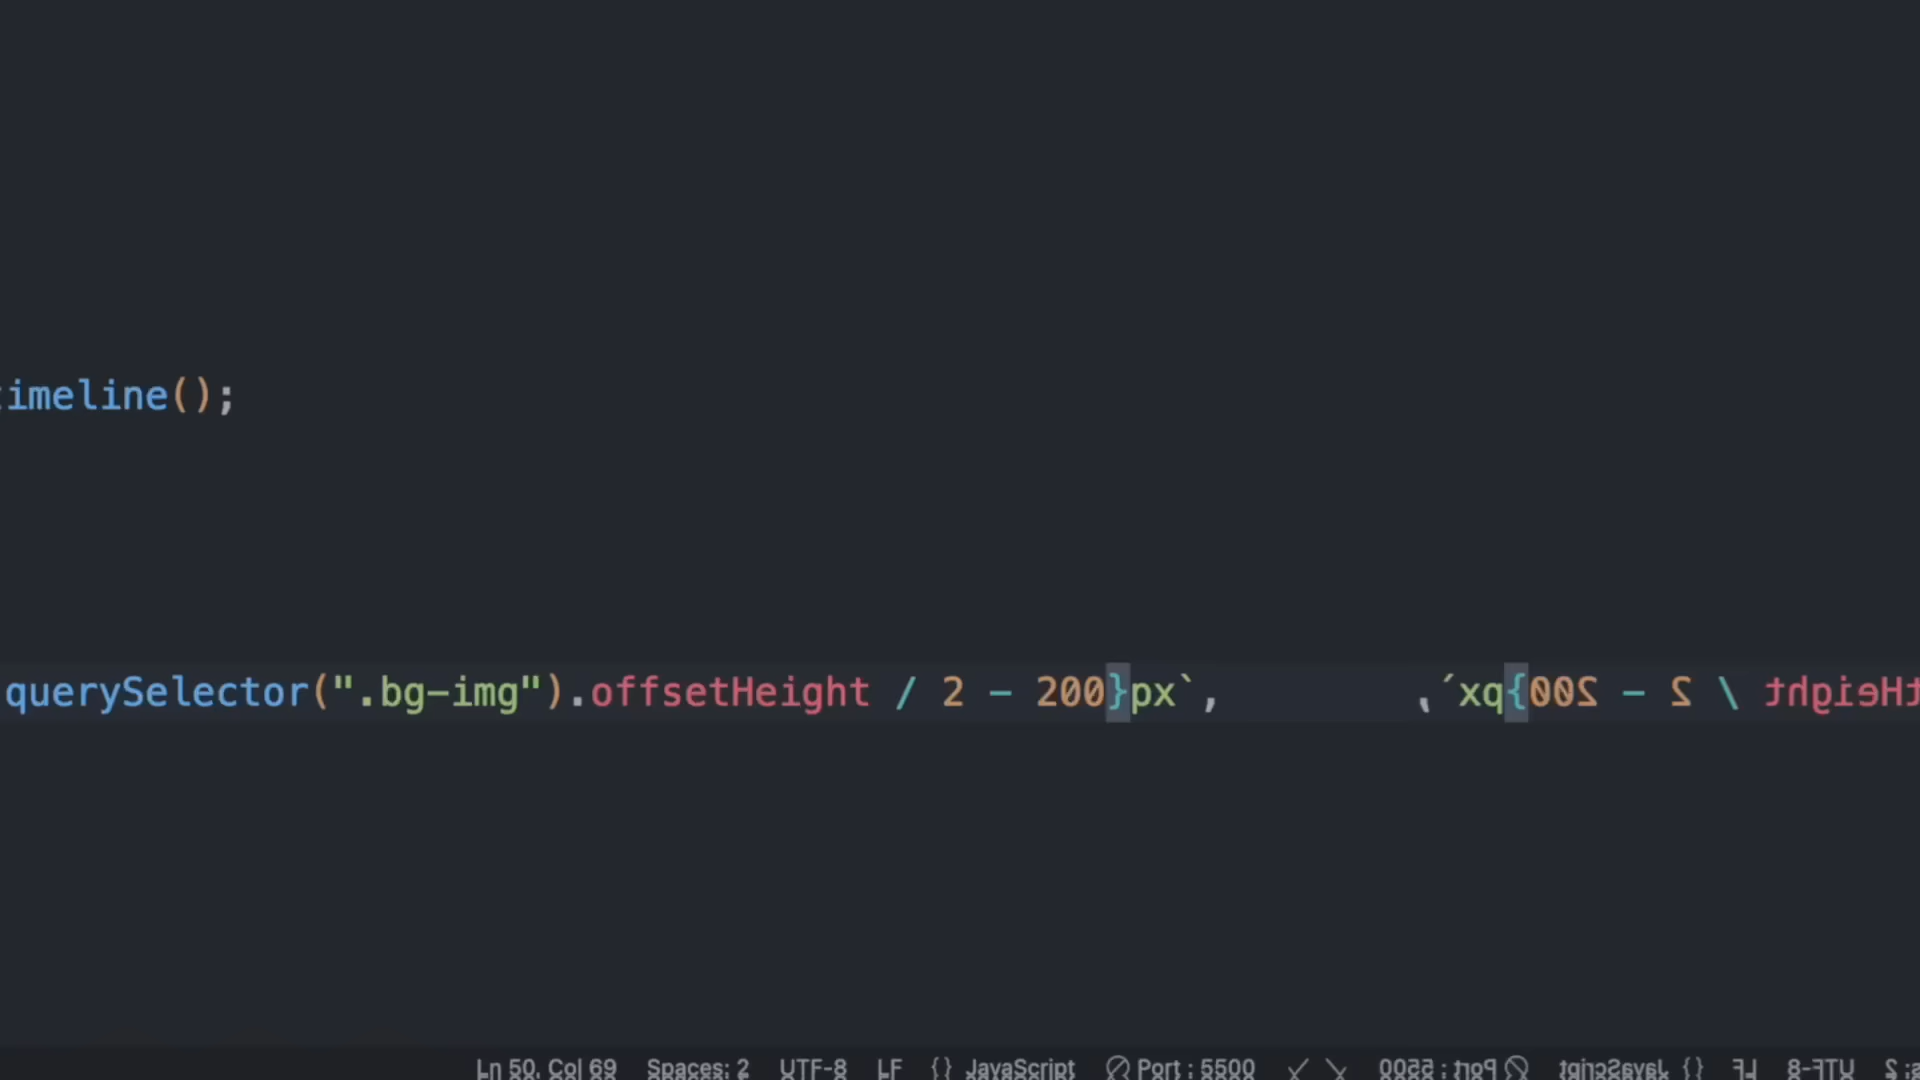 timeline();
querySelector(".bg-img").offsetHeight / 2 - 200}px`,
Ln 50, Col 69 Spaces: 2 UTF-8 LF {} JavaScript Port : 5500